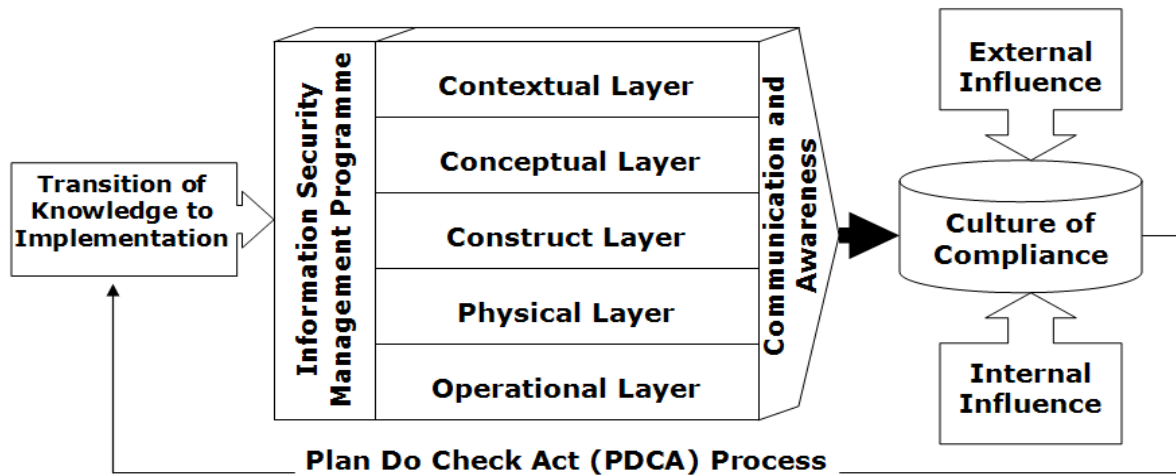 Transition of
Knowledge to
Implementation
Information Security
Management Programme
Contextual Layer
Conceptual Layer
Construct Layer
Physical Layer
Operational Layer
Communication and
Awareness
External
Influence
Culture of
Compliance
Internal
Influence
Plan Do Check Act (PDCA) Process